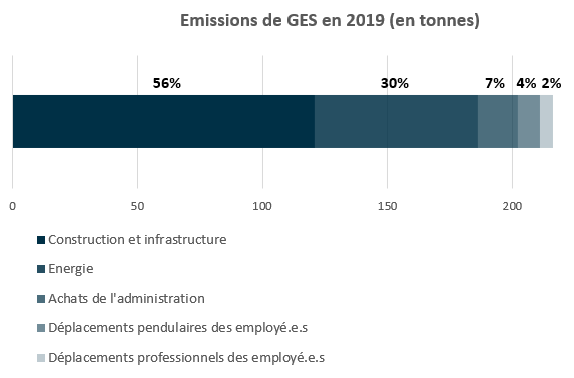 Emissions de GES en 2019 (en tonnes)
56% 30% 7% 4% 2%
0 50 100 150 200
Construction et infrastructure
Energie
Achats de l'administration
Déplacements pendulaires des employé.e.s
Déplacements professionnels des employé.e.s